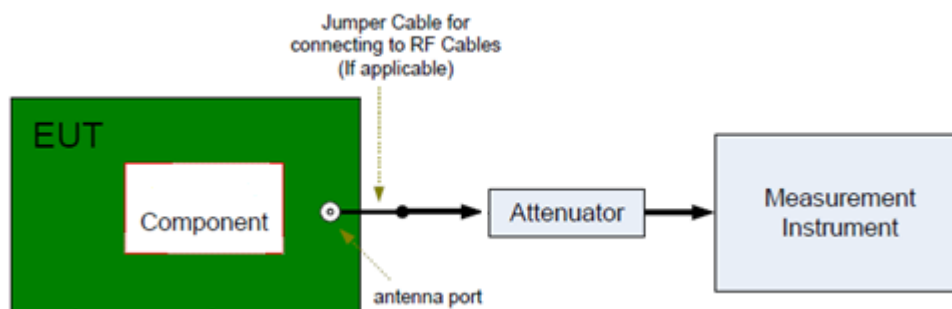 Jumper Cable for
connecting to RF Cables
(If applicable)
EUT
Component
Attenuator
Measurement
Instrument
antenna port